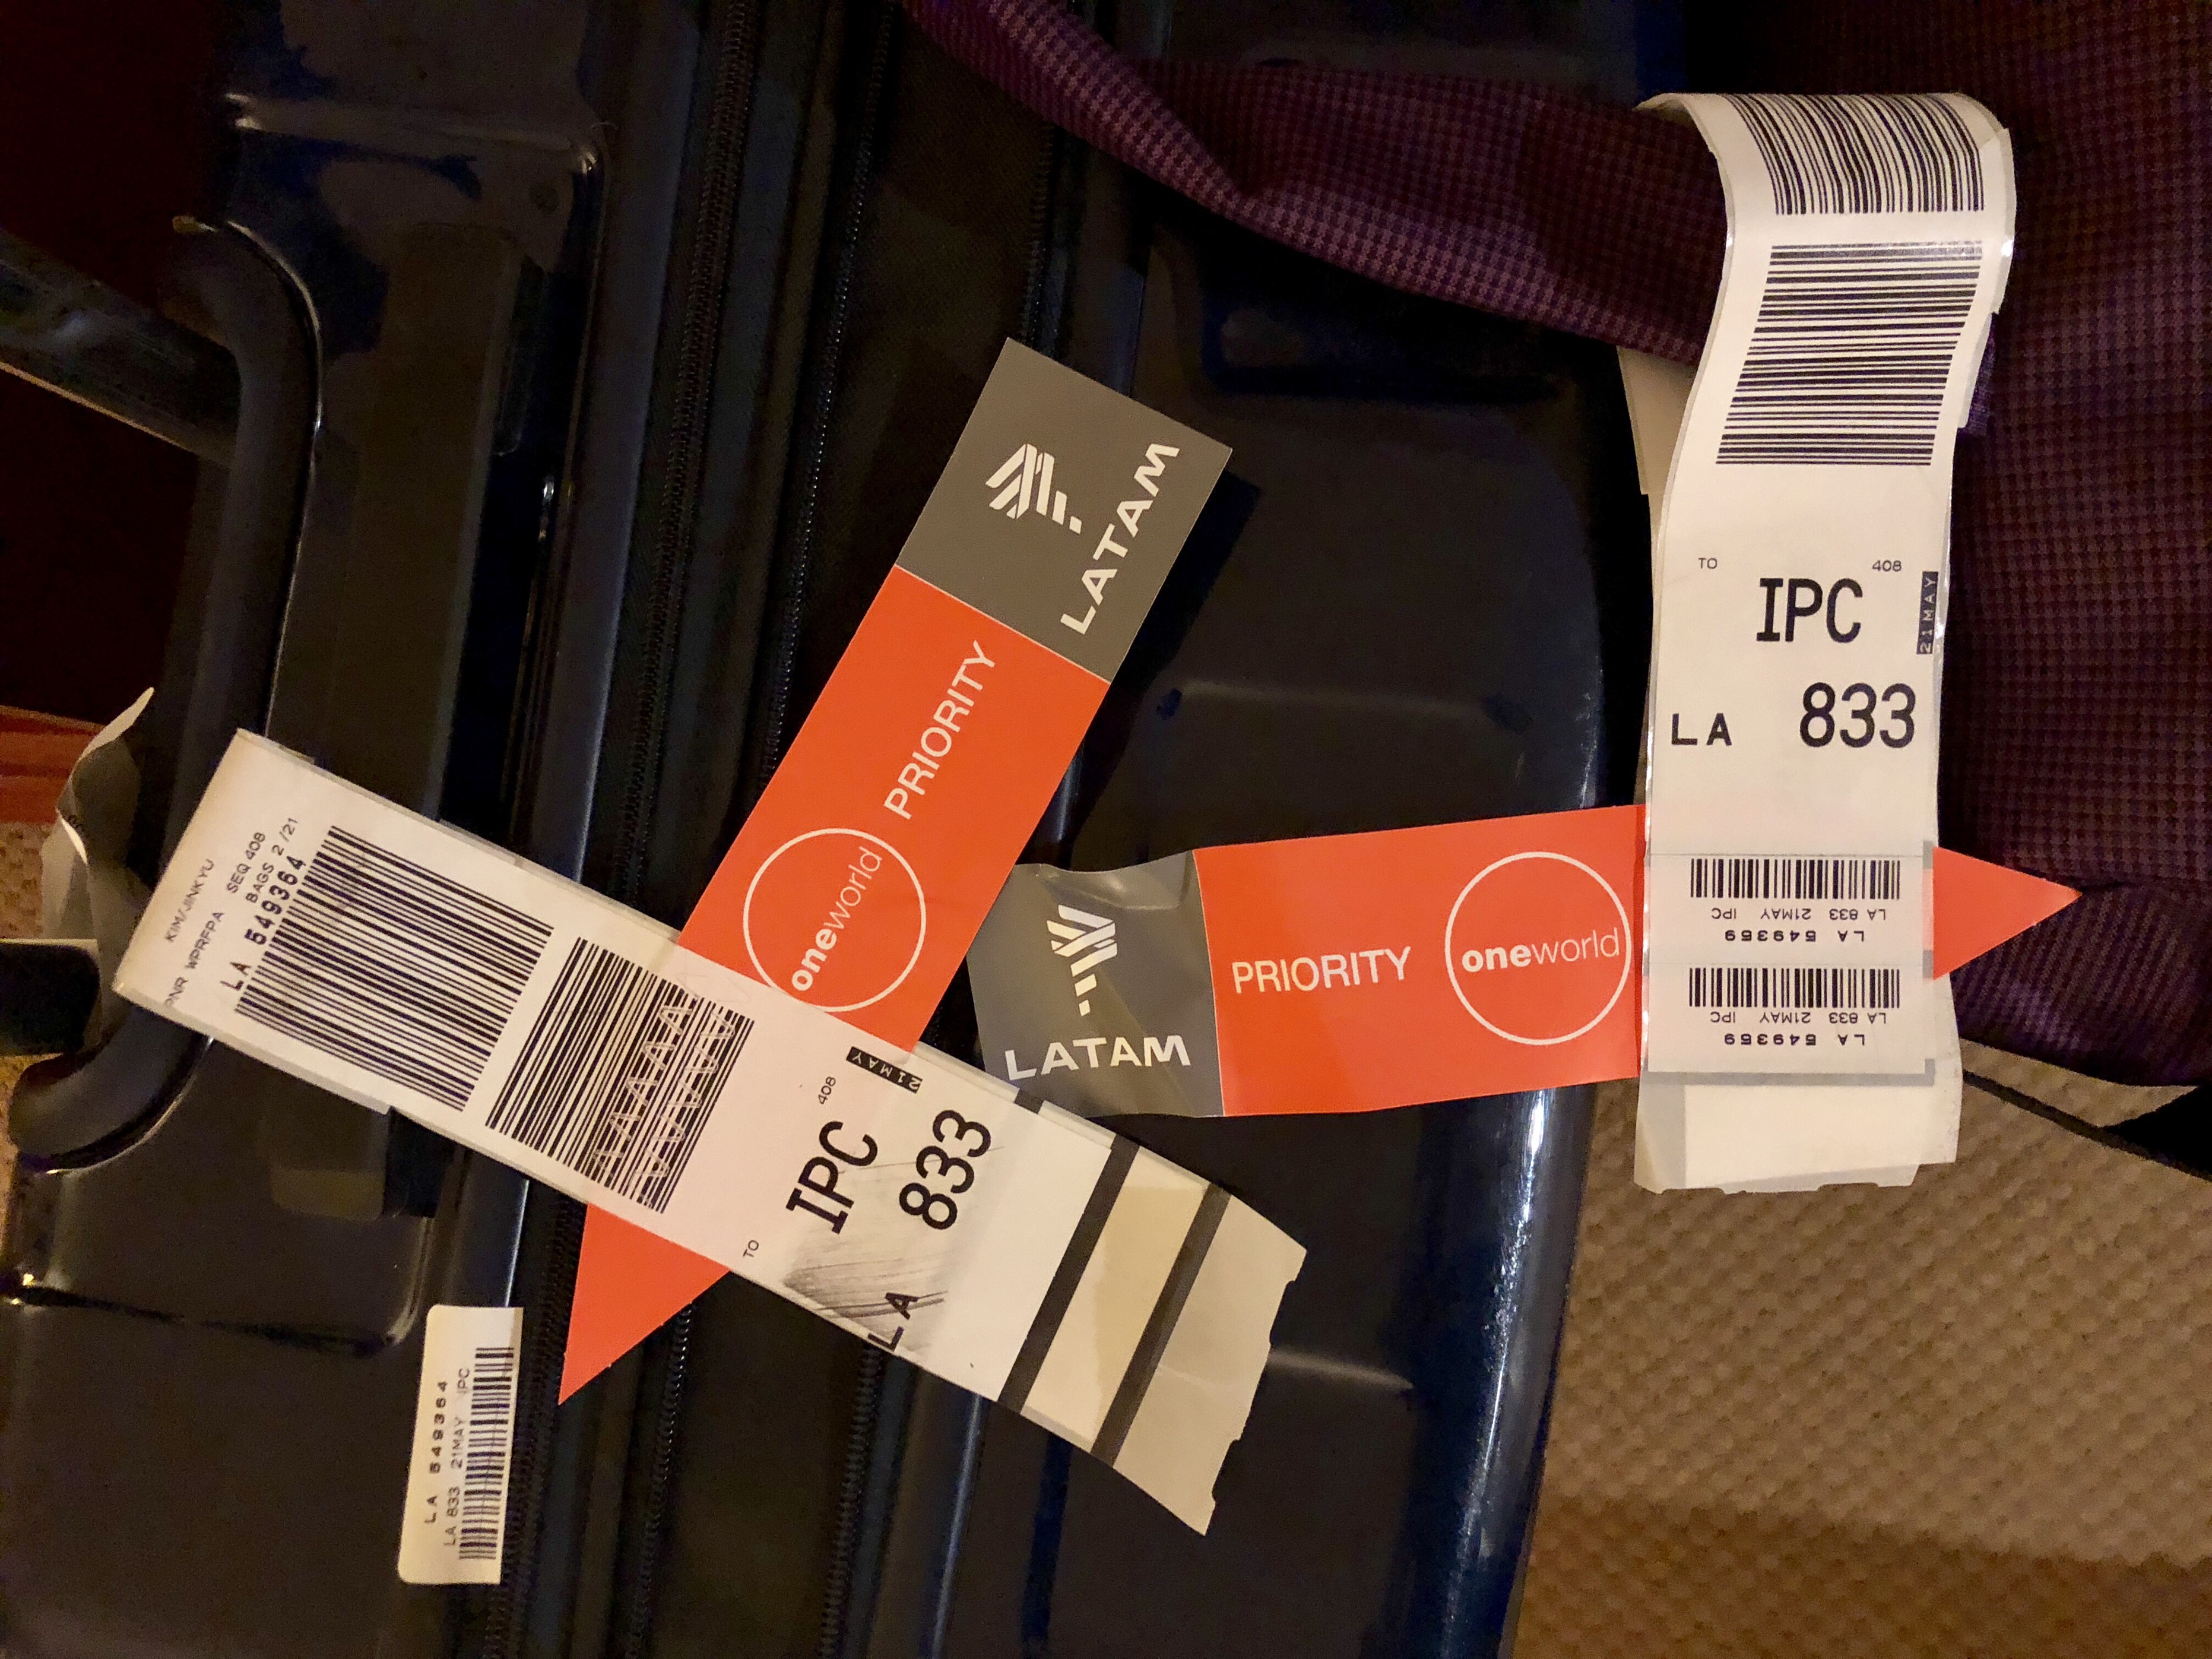 LATAM
PRIORITY
oneworld
LATAM
PRIORITY
oneworld
TO
408
IPC
21MAY
LA 833
LA 833 21MAY IPC
LA 549359
LA 833 21MAY IPC
LA 549359
KIM/JINKYU
PNR WPRFPA SEQ 408
BAGS 2 /21
LA 549364
TO
408
21MAY
IPC
LA 833
LA 549364
LA 833 21MAY IPC